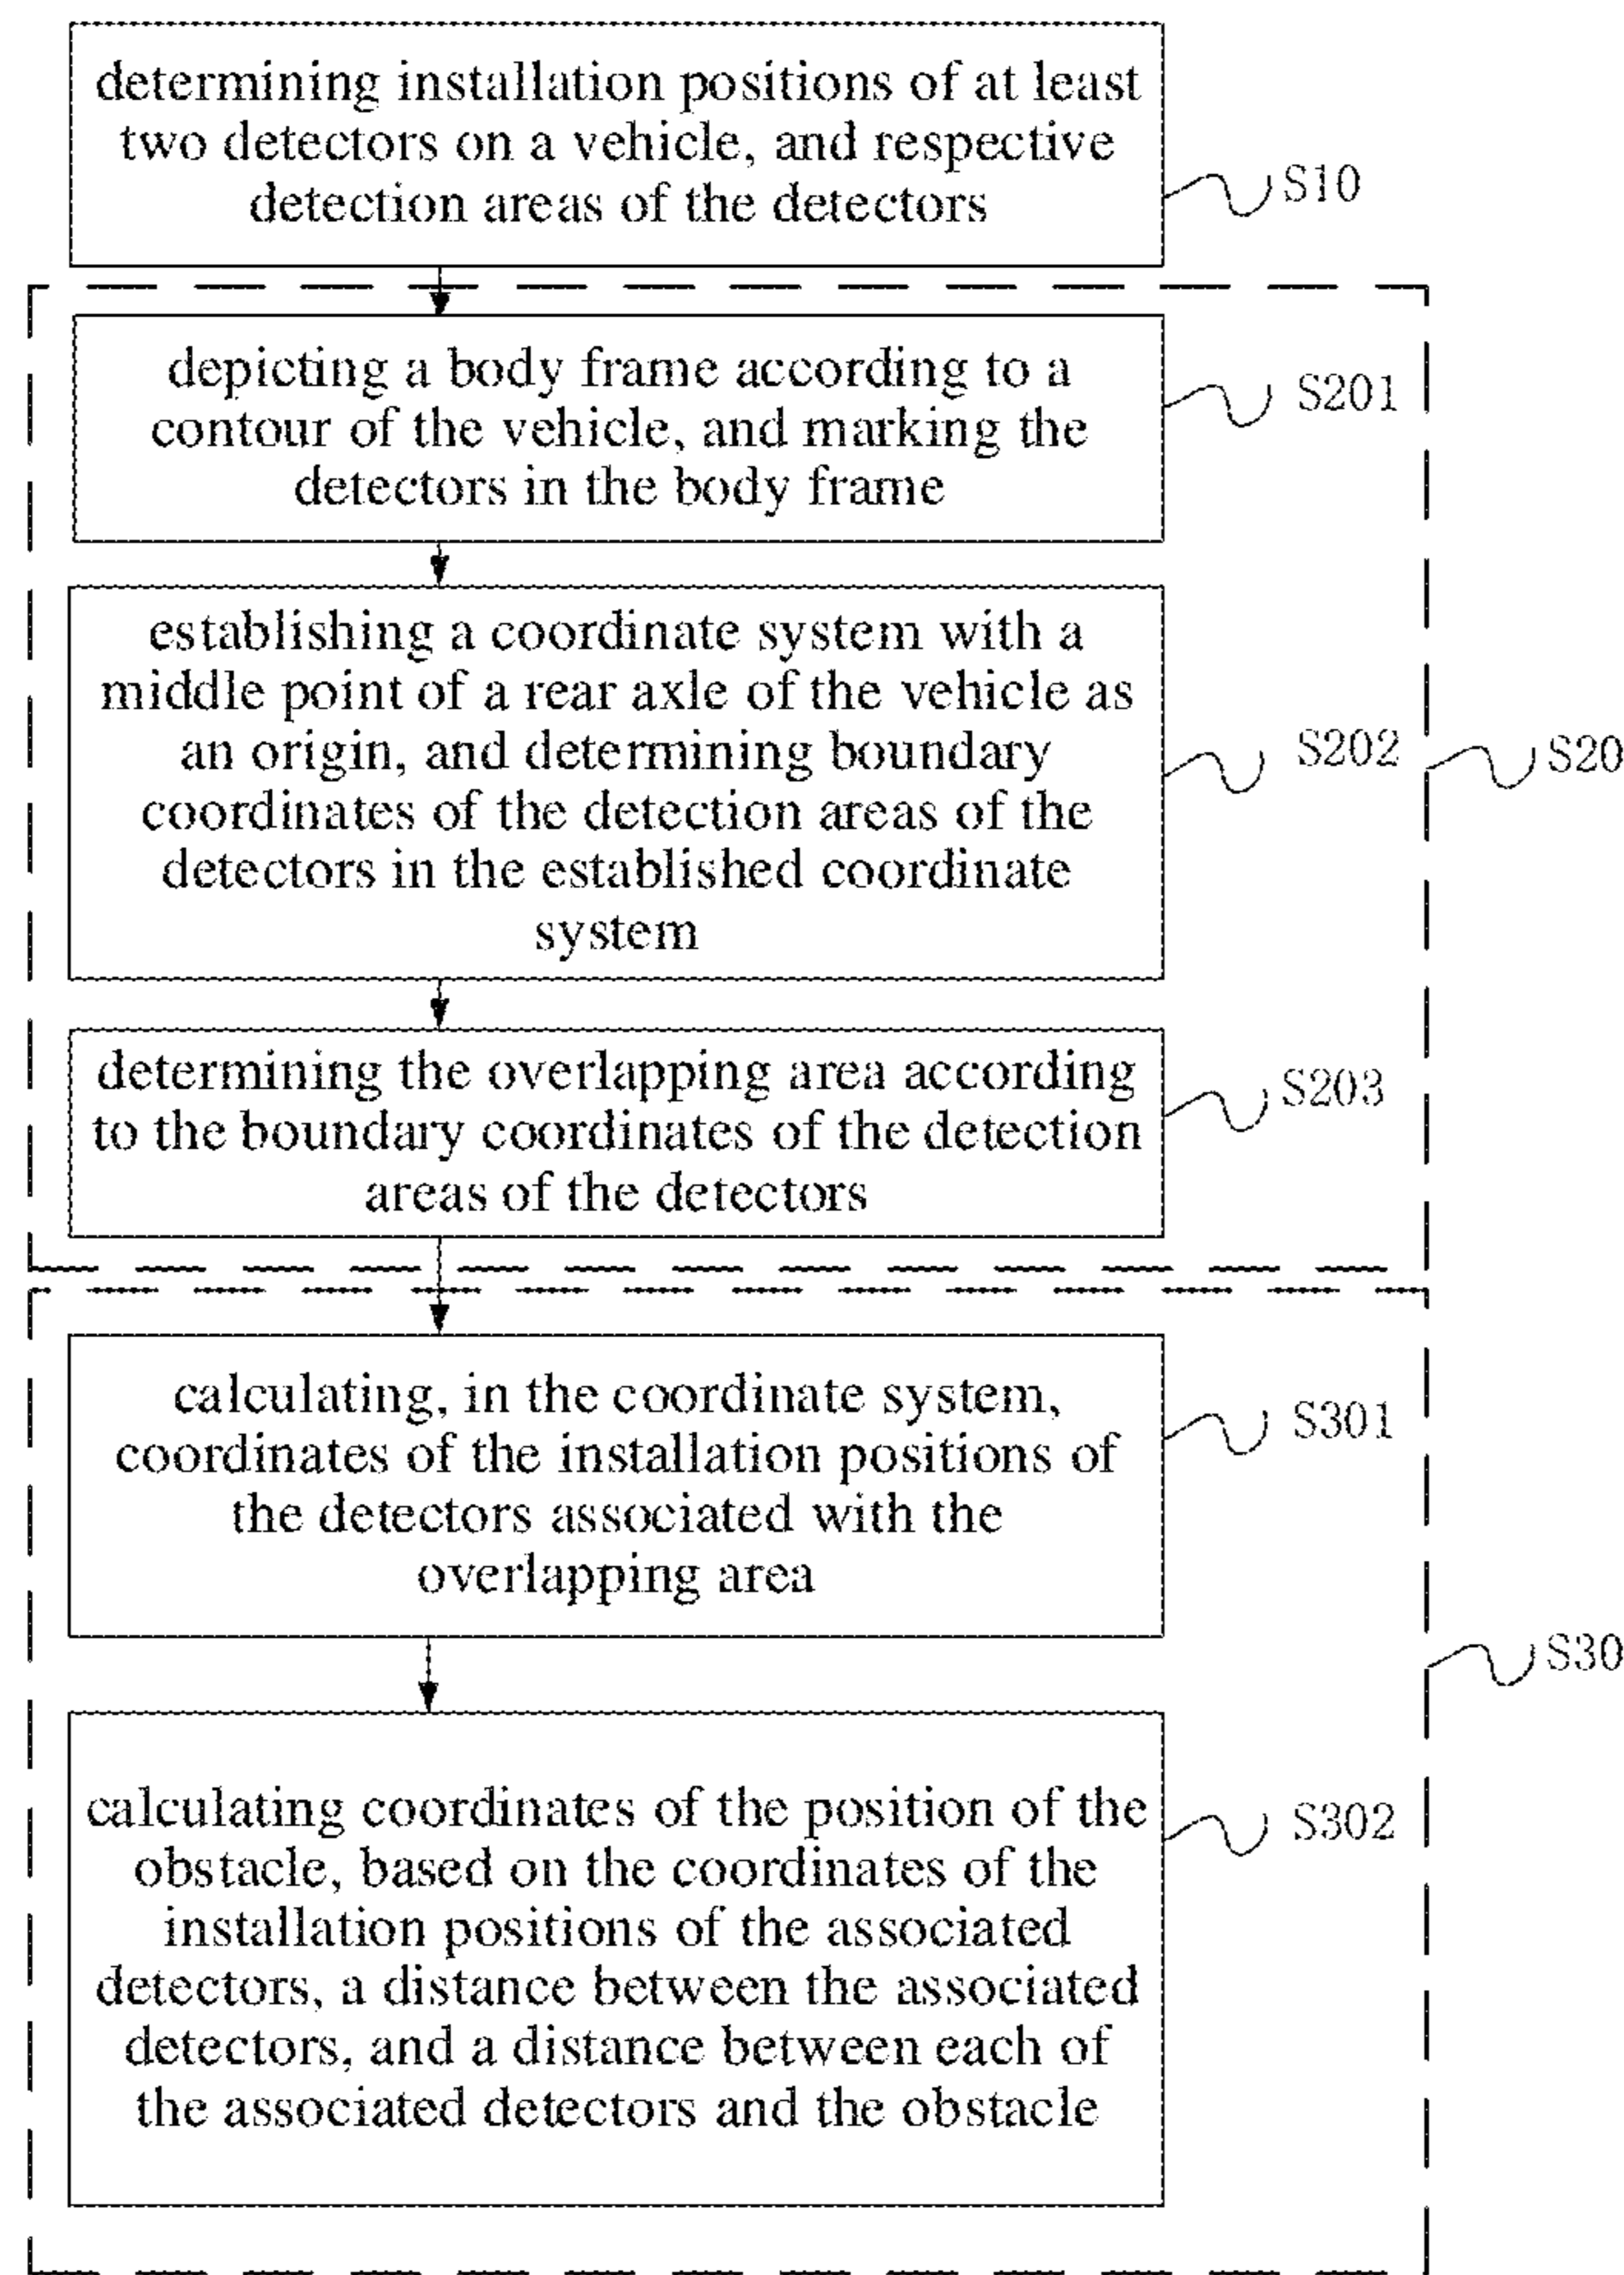 determining installation positions of at least
two detectors on a vehicle, and respective
detection areas of the detectors
S10
depicting a body frame according to a
contour of the vehicle, and marking the
detectors in the body frame
S201
establishing a coordinate system with a
middle point of a rear axle of the vehicle as
an origin, and determining boundary
coordinates of the detection areas of the
detectors in the established coordinate
system
S202
S20
determining the overlapping area according
to the boundary coordinates of the detection
areas of the detectors
S203
calculating, in the coordinate system,
coordinates of the installation positions of
the detectors associated with the
overlapping area
S301
S30
calculating coordinates of the position of the
obstacle, based on the coordinates of the
installation positions of the associated
detectors, a distance between the associated
detectors, and a distance between each of
the associated detectors and the obstacle
S302